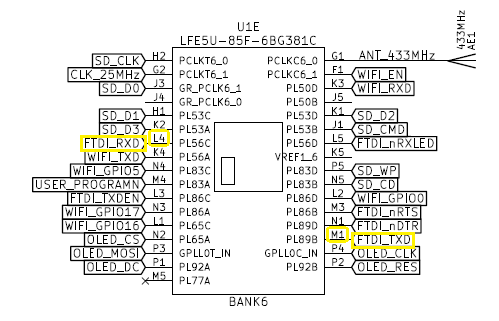 U1E
LFE5U-85F-6BG381C
433MHz
AE1
SD_CLK H2 PCLKT6_0 PCLKC6_0 G1 ANT_433MHz
CLK_25MHz G2 PCLKT6_1 PCLKC6_1 F1 WIFI_EN
SD_D0 J3 GR_PCLK6_1 PL50D K3 WIFI_RXD
J4 GR_PCLK6_0 PL50B J5
SD_D1 H1 PL53C PL53D K1 SD_D2
SD_D3 K2 PL53A PL53B J1 SD_CMD
FTDI_RXD L4 PL56C PL56D L5 FTDI_nRXLED
WIFI_TXD K4 PL56A VREF1_6 K5
WIFI_GPIO5 N4 PL83C PL83D P5 SD_WP
USER_PROGRAMN M4 PL83A PL83B N5 SD_CD
FTDI_TXDEN L3 PL86C PL86D L2 WIFI_GPIO0
WIFI_GPIO17 N3 PL86A PL86B M3 FTDI_nRTS
WIFI_GPIO16 L1 PL65C PL89D N1 FTDI_nDTR
OLED_CS N2 PL65A PL89B M1 FTDI_TXD
OLED_MOSI P3 GPLL0T_IN GPLL0C_IN P4 OLED_CLK
OLED_DC P1 PL92A PL92B P2 OLED_RES
M5 PL77A
BANK6